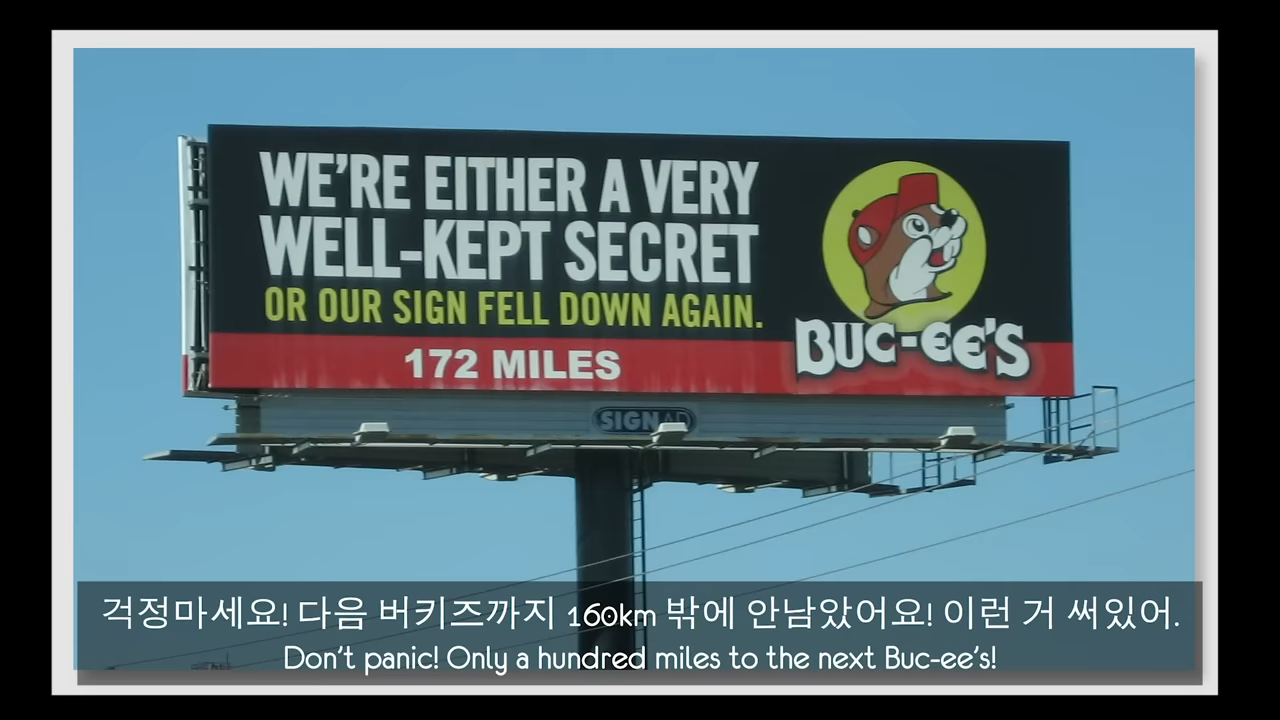 WE'RE EITHER A VERY
WELL-KEPT SECRET
OR OUR SIGN FELL DOWN AGAIN.
172 MILES
BUC-EE'S
SIGNAD
걱정마세요! 다음 버키즈까지 160km 밖에 안남았어요! 이런 거 써있어.
Don't panic! Only a hundred miles to the next Buc-ee's!